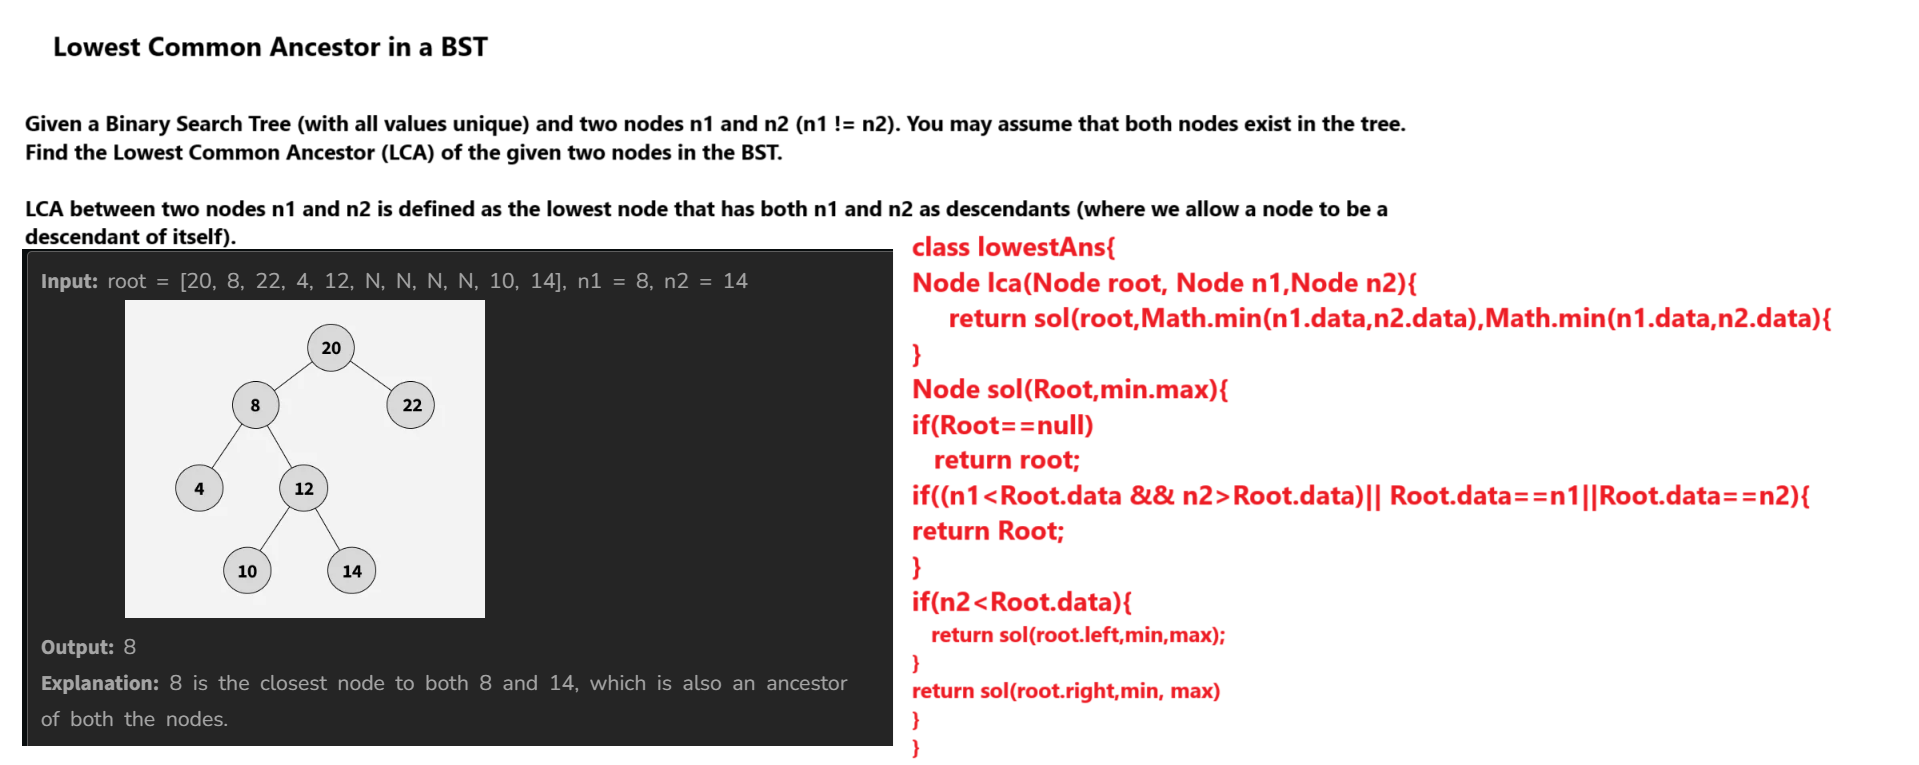 Lowest Common Ancestor in a BST
Given a Binary Search Tree (with all values unique) and two nodes n1 and n2 (n1 != n2). You may assume that both nodes exist in the tree.
Find the Lowest Common Ancestor (LCA) of the given two nodes in the BST.
LCA between two nodes n1 and n2 is defined as the lowest node that has both n1 and n2 as descendants (where we allow a node to be a
descendant of itself).
Input: root = [20, 8, 22, 4, 12, N, N, N, N, 10, 14], n1 = 8, n2 = 14
20
8
22
4
12
10
14
Output: 8
Explanation: 8 is the closest node to both 8 and 14, which is also an ancestor
of both the nodes.
class lowestAns{
Node lca(Node root, Node n1,Node n2){
return sol(root,Math.min(n1.data,n2.data),Math.min(n1.data,n2.data){
}
Node sol(Root,min.max){
if(Root==null)
return root;
if((n1<Root.data && n2>Root.data)|| Root.data==n1||Root.data==n2){
return Root;
}
if(n2<Root.data){
return sol(root.left,min,max);
}
return sol(root.right,min, max)
}
}